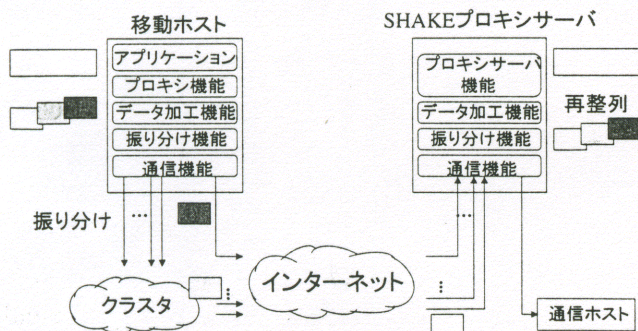 移動ホスト
アプリケーション
プロキシ機能
データ加工機能
振り分け機能
通信機能
SHAKEプロキシサーバ
プロキシサーバ
機能
データ加工機能
振り分け機能
通信機能
再整列
振り分け
クラスタ
インターネット
通信ホスト